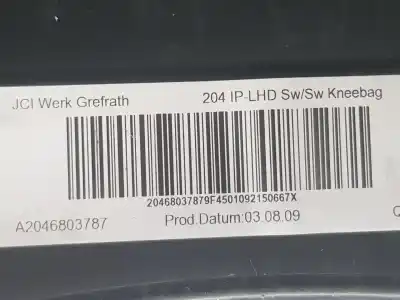 JCI Werk Grefrath 204 IP-LHD Sw/Sw Kneebag
20468037879F4501092150667X
A2046803787 Prod.Datum:03.08.09 Q